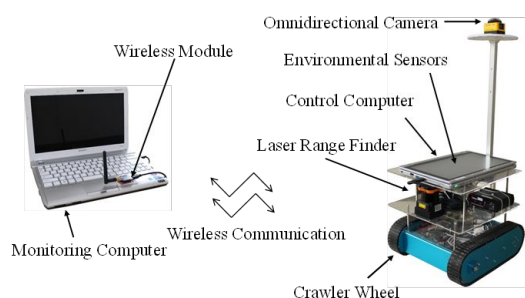 Omnidirectional Camera
Wireless Module
Environmental Sensors
Control Computer
Laser Range Finder
Wireless Communication
Monitoring Computer
Crawler Wheel